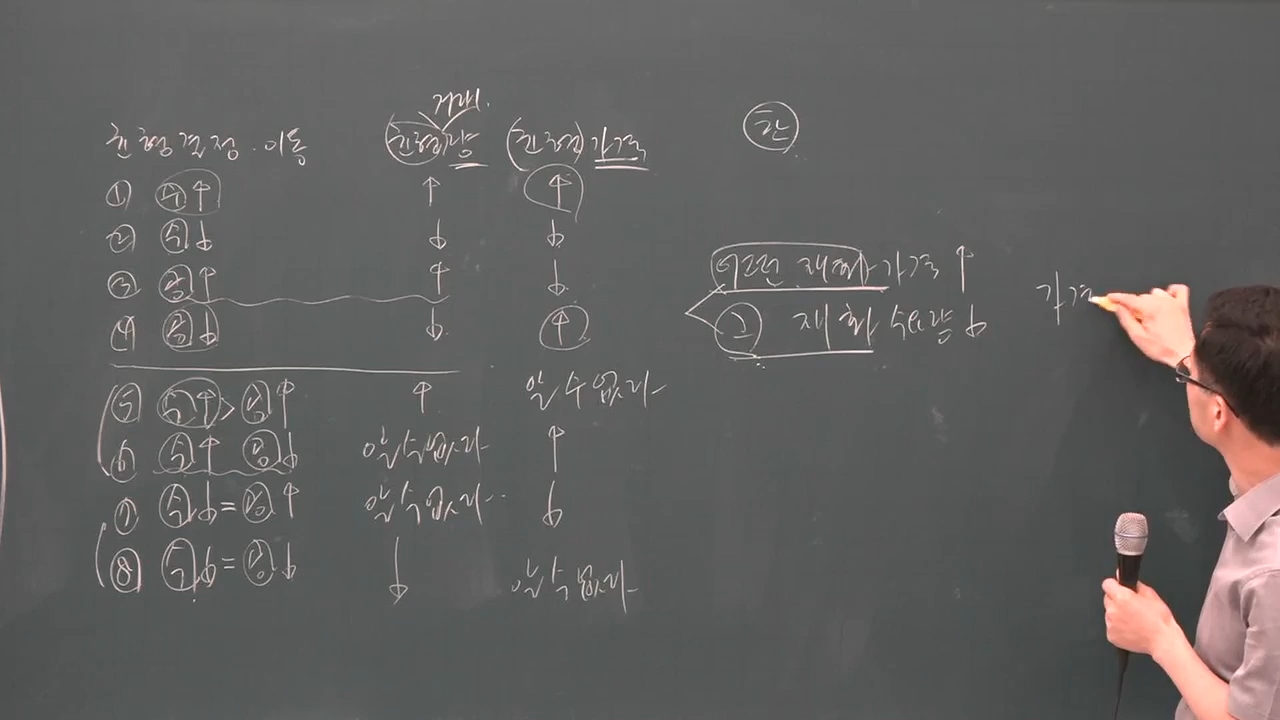 거래.
균형결정·이동 (균형)량 (균형)가격
① 수↑ ↑ ↑
② 수↓ ↓ ↓
③ 공↑ ↑ ↓
④ 공↓ ↓ ↑
⑤ 수↑ > 공↑ ↑ 알 수 없다
⑥ 수↑ 공↓ 알 수 없다 ↑
⑦ 수↓ = 공↑ 알 수 없다 ↓
⑧ 수↓ = 공↓ ↓ 알 수 없다
어떤 재화 가격↑
그 재화 수요량↓
가격